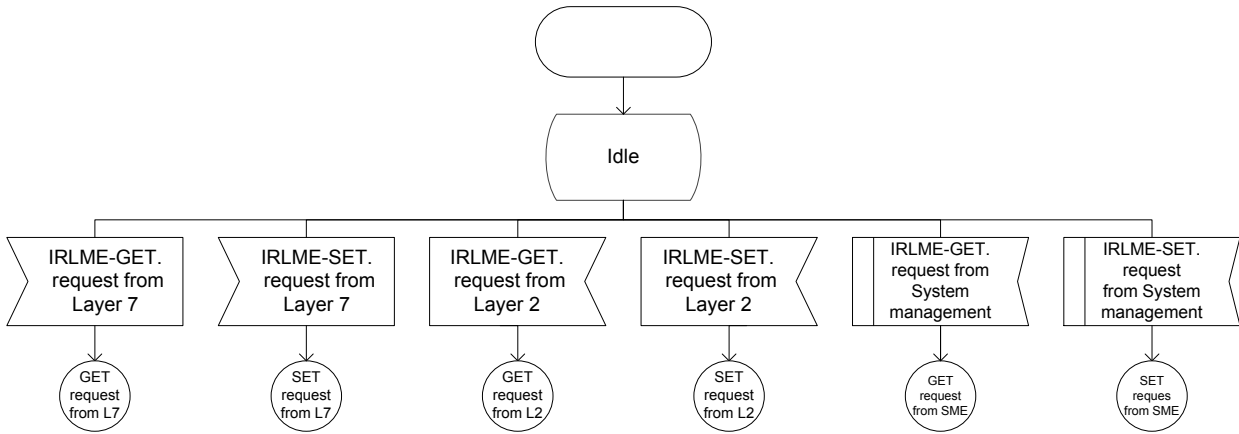 Idle
IRLME-GET.
request from
Layer 7
IRLME-SET.
request from
Layer 7
IRLME-GET.
request from
Layer 2
IRLME-SET.
request from
Layer 2
IRLME-GET.
request from
System
management
IRLME-SET.
request
from System
management
GET
request
from L7
SET
request
from L7
GET
request
from L2
SET
request
from L2
GET
request
from SME
SET
reques
from SME